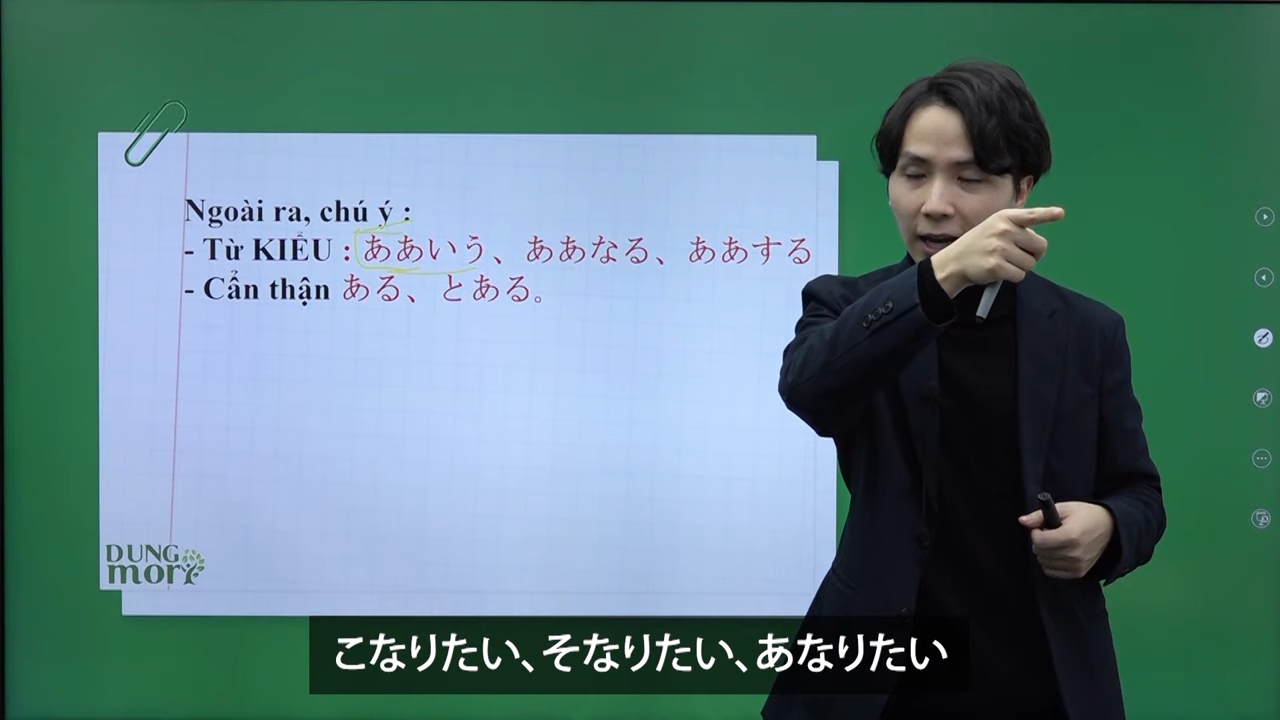 Ngoài ra, chú ý :
- Từ KIỂU : ああいう、ああなる、ああする
- Cẩn thận ある、とある。
DUNG
mori
こなりたい、そなりたい、あなりたい